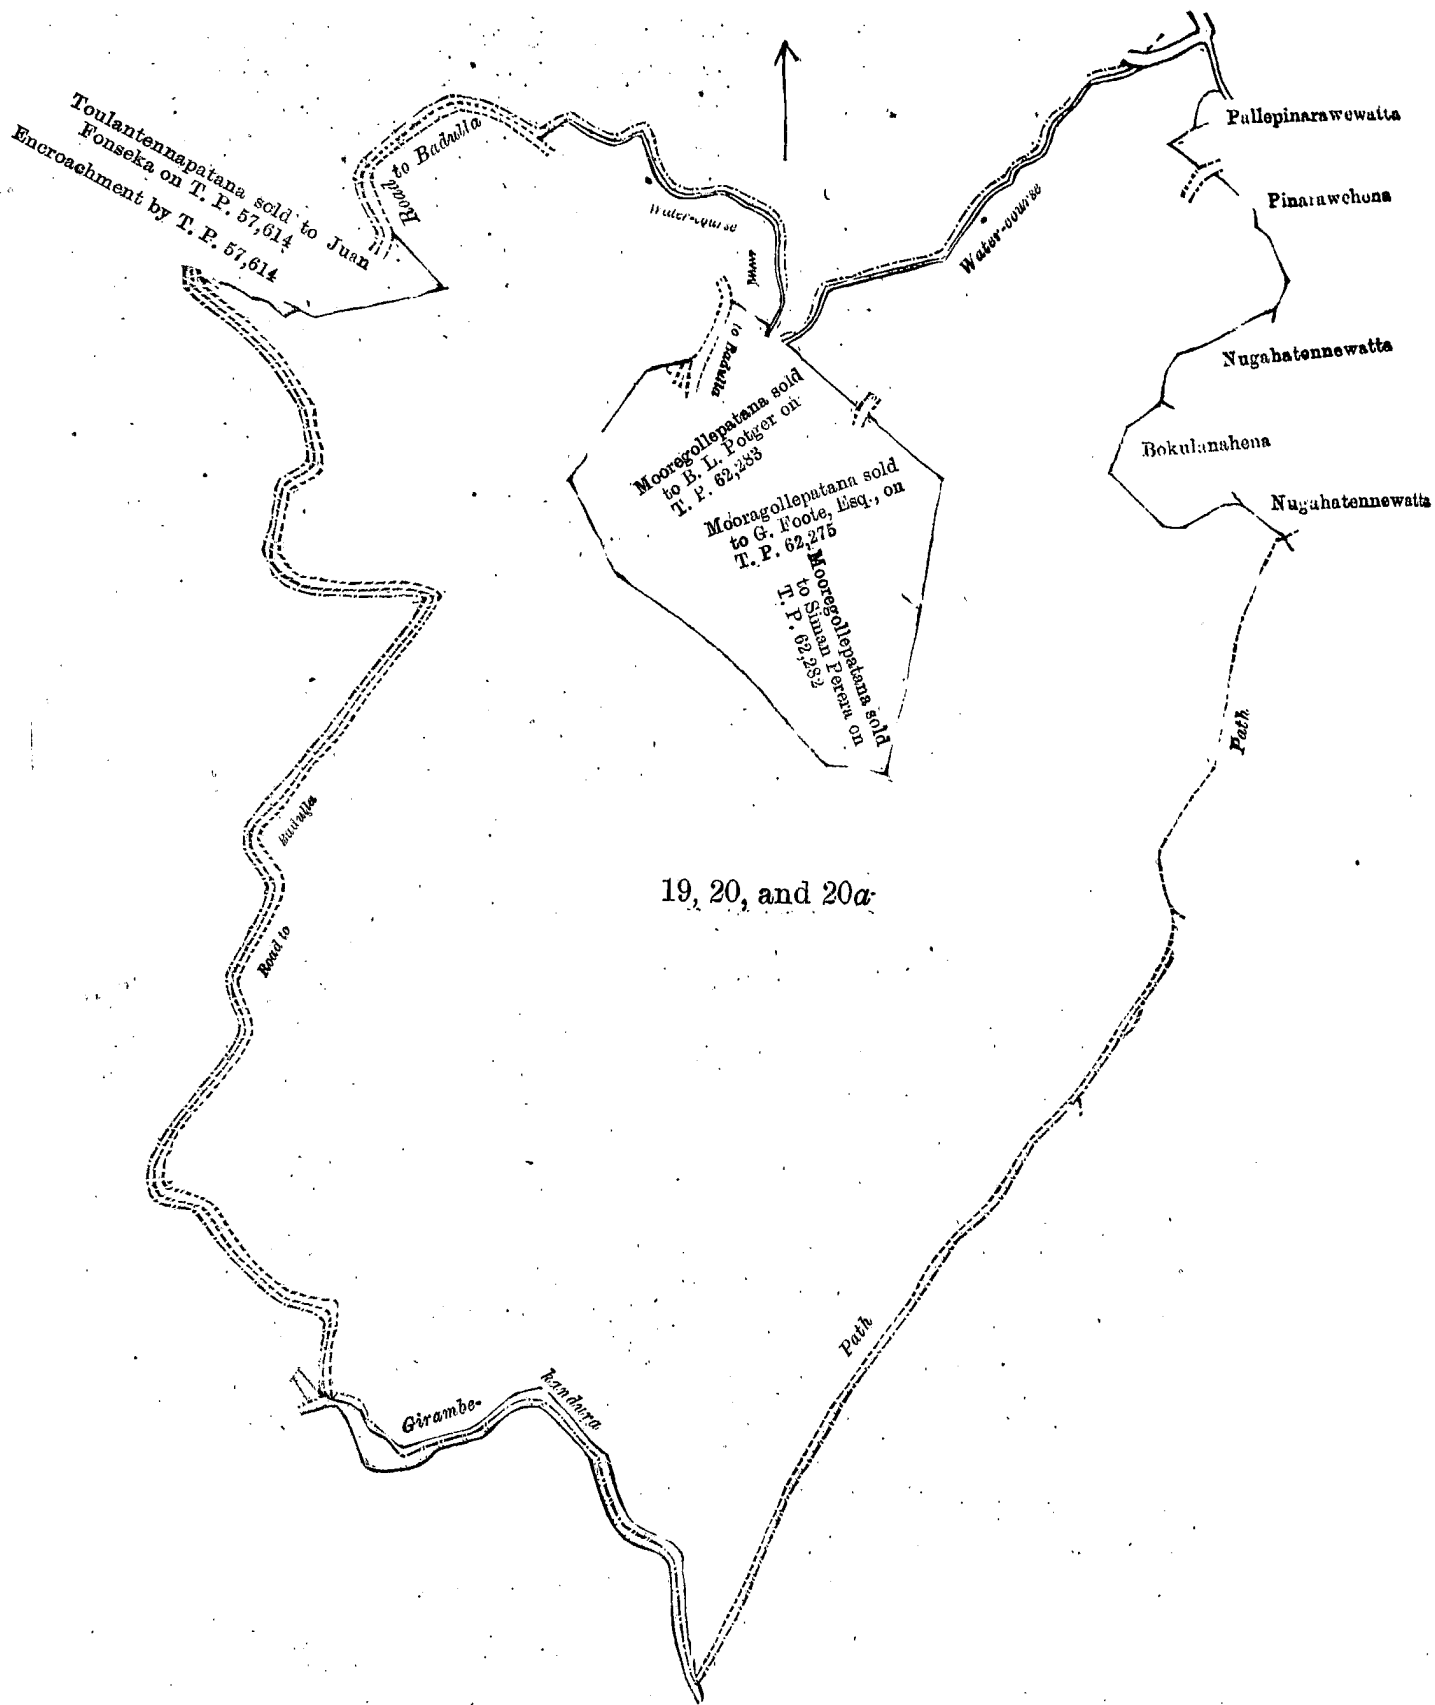 Toulantennapatana sold to Juan
Fonseka on T. P. 57,614
Encroachment by T. P. 57,614
Road to Badulla
Water-course
Water-course
Pallepinarawewatta
Pinarawehena
Nugahatennewatta
Bokulanahena
Nugahatennewatta
to Badulla
Mooregollepatana sold
to B. L. Potger on
T. P. 62,283
Mooragollepatana sold
to G. Foote, Esq., on
T. P. 62,275
Mooregollepatana sold
to Siman Perera on
T. P. 62,282
Path
Badulla
Road to
19, 20, and 20a
Path
Girambe-
kandura